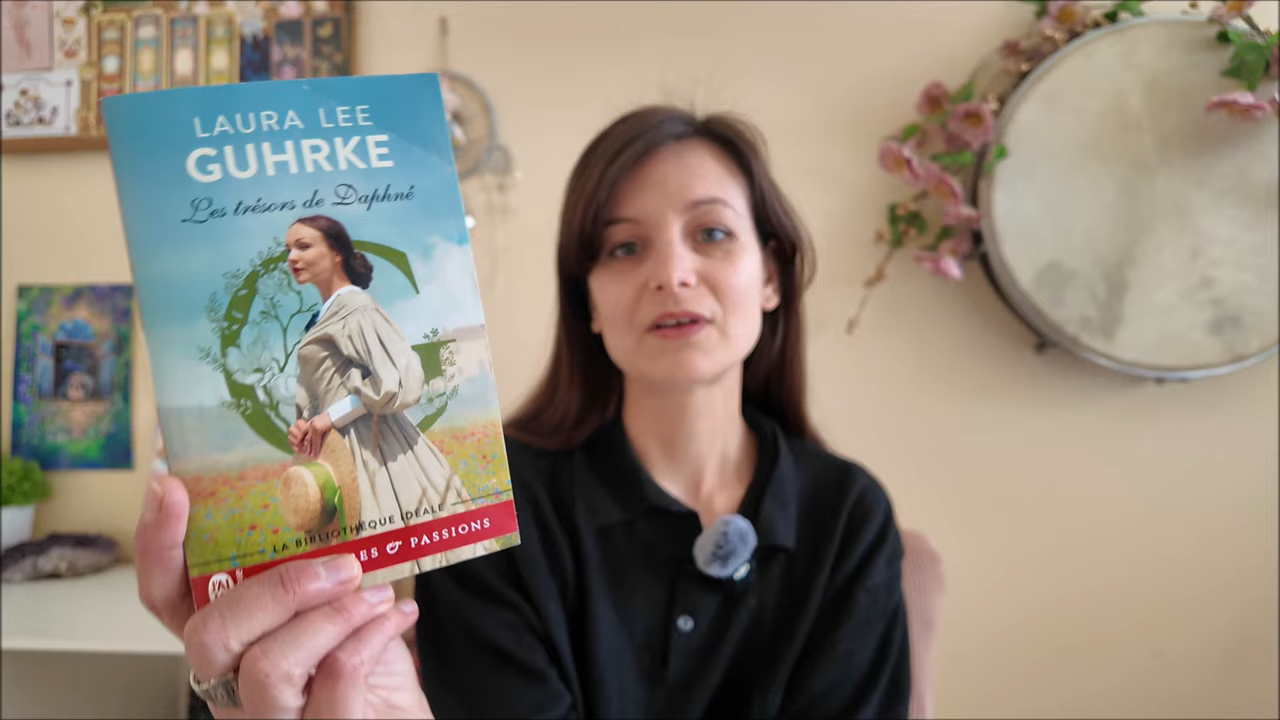 LAURA LEE
GUHRKE
Les trésors de Daphné
LA BIBLIOTHÈQUE IDÉALE
& PASSIONS